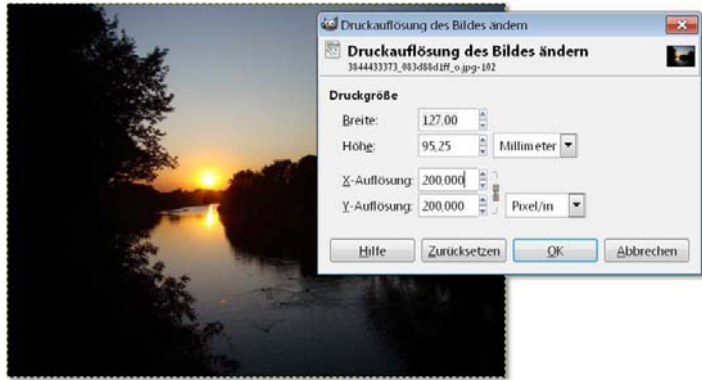 Druckauflösung des Bildes ändern
Druckauflösung des Bildes ändern
3844433373_083d88d1ff_o.jpg-102
Druckgröße
Breite: 127,00
Höhe: 95,25 Millimeter
X-Auflösung: 200,000
Y-Auflösung: 200,000 Pixel/in
Hilfe Zurücksetzen OK Abbrechen